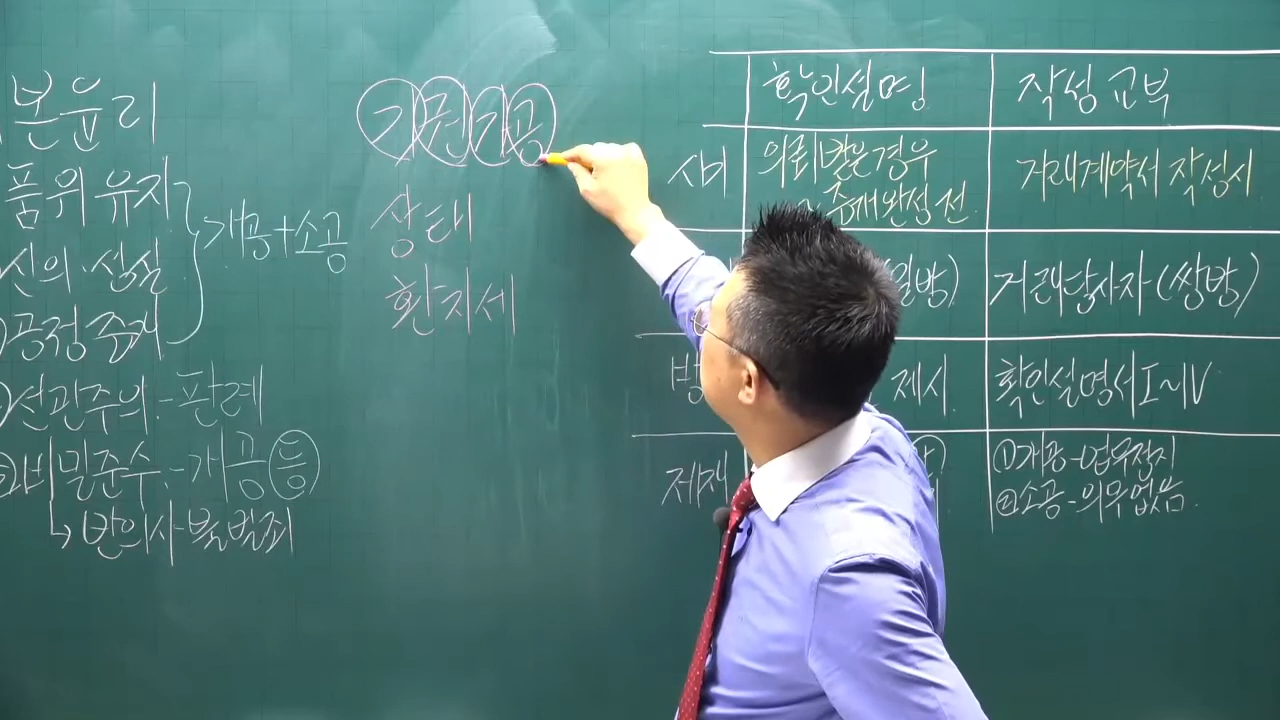 본윤리
품위 유지
신의·성실
공정중개
개공+소공
선관주의-판례
②비밀준수-개공(등)
↳ 반의사불벌죄
상태
환지세
확인설명
작성교부
시
의뢰받은경우
중개완성 전
거래계약서 작성시
일방)
거래당사자(쌍방)
방
제시
확인설명서I~IV
제재
①개공-업무정지
②소공-의무없음.